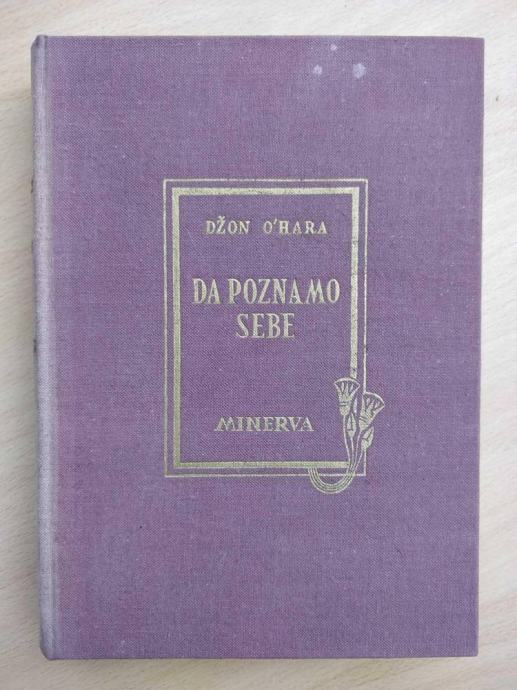 DŽON O'HARA
DA POZNAMO
SEBE
MINERVA